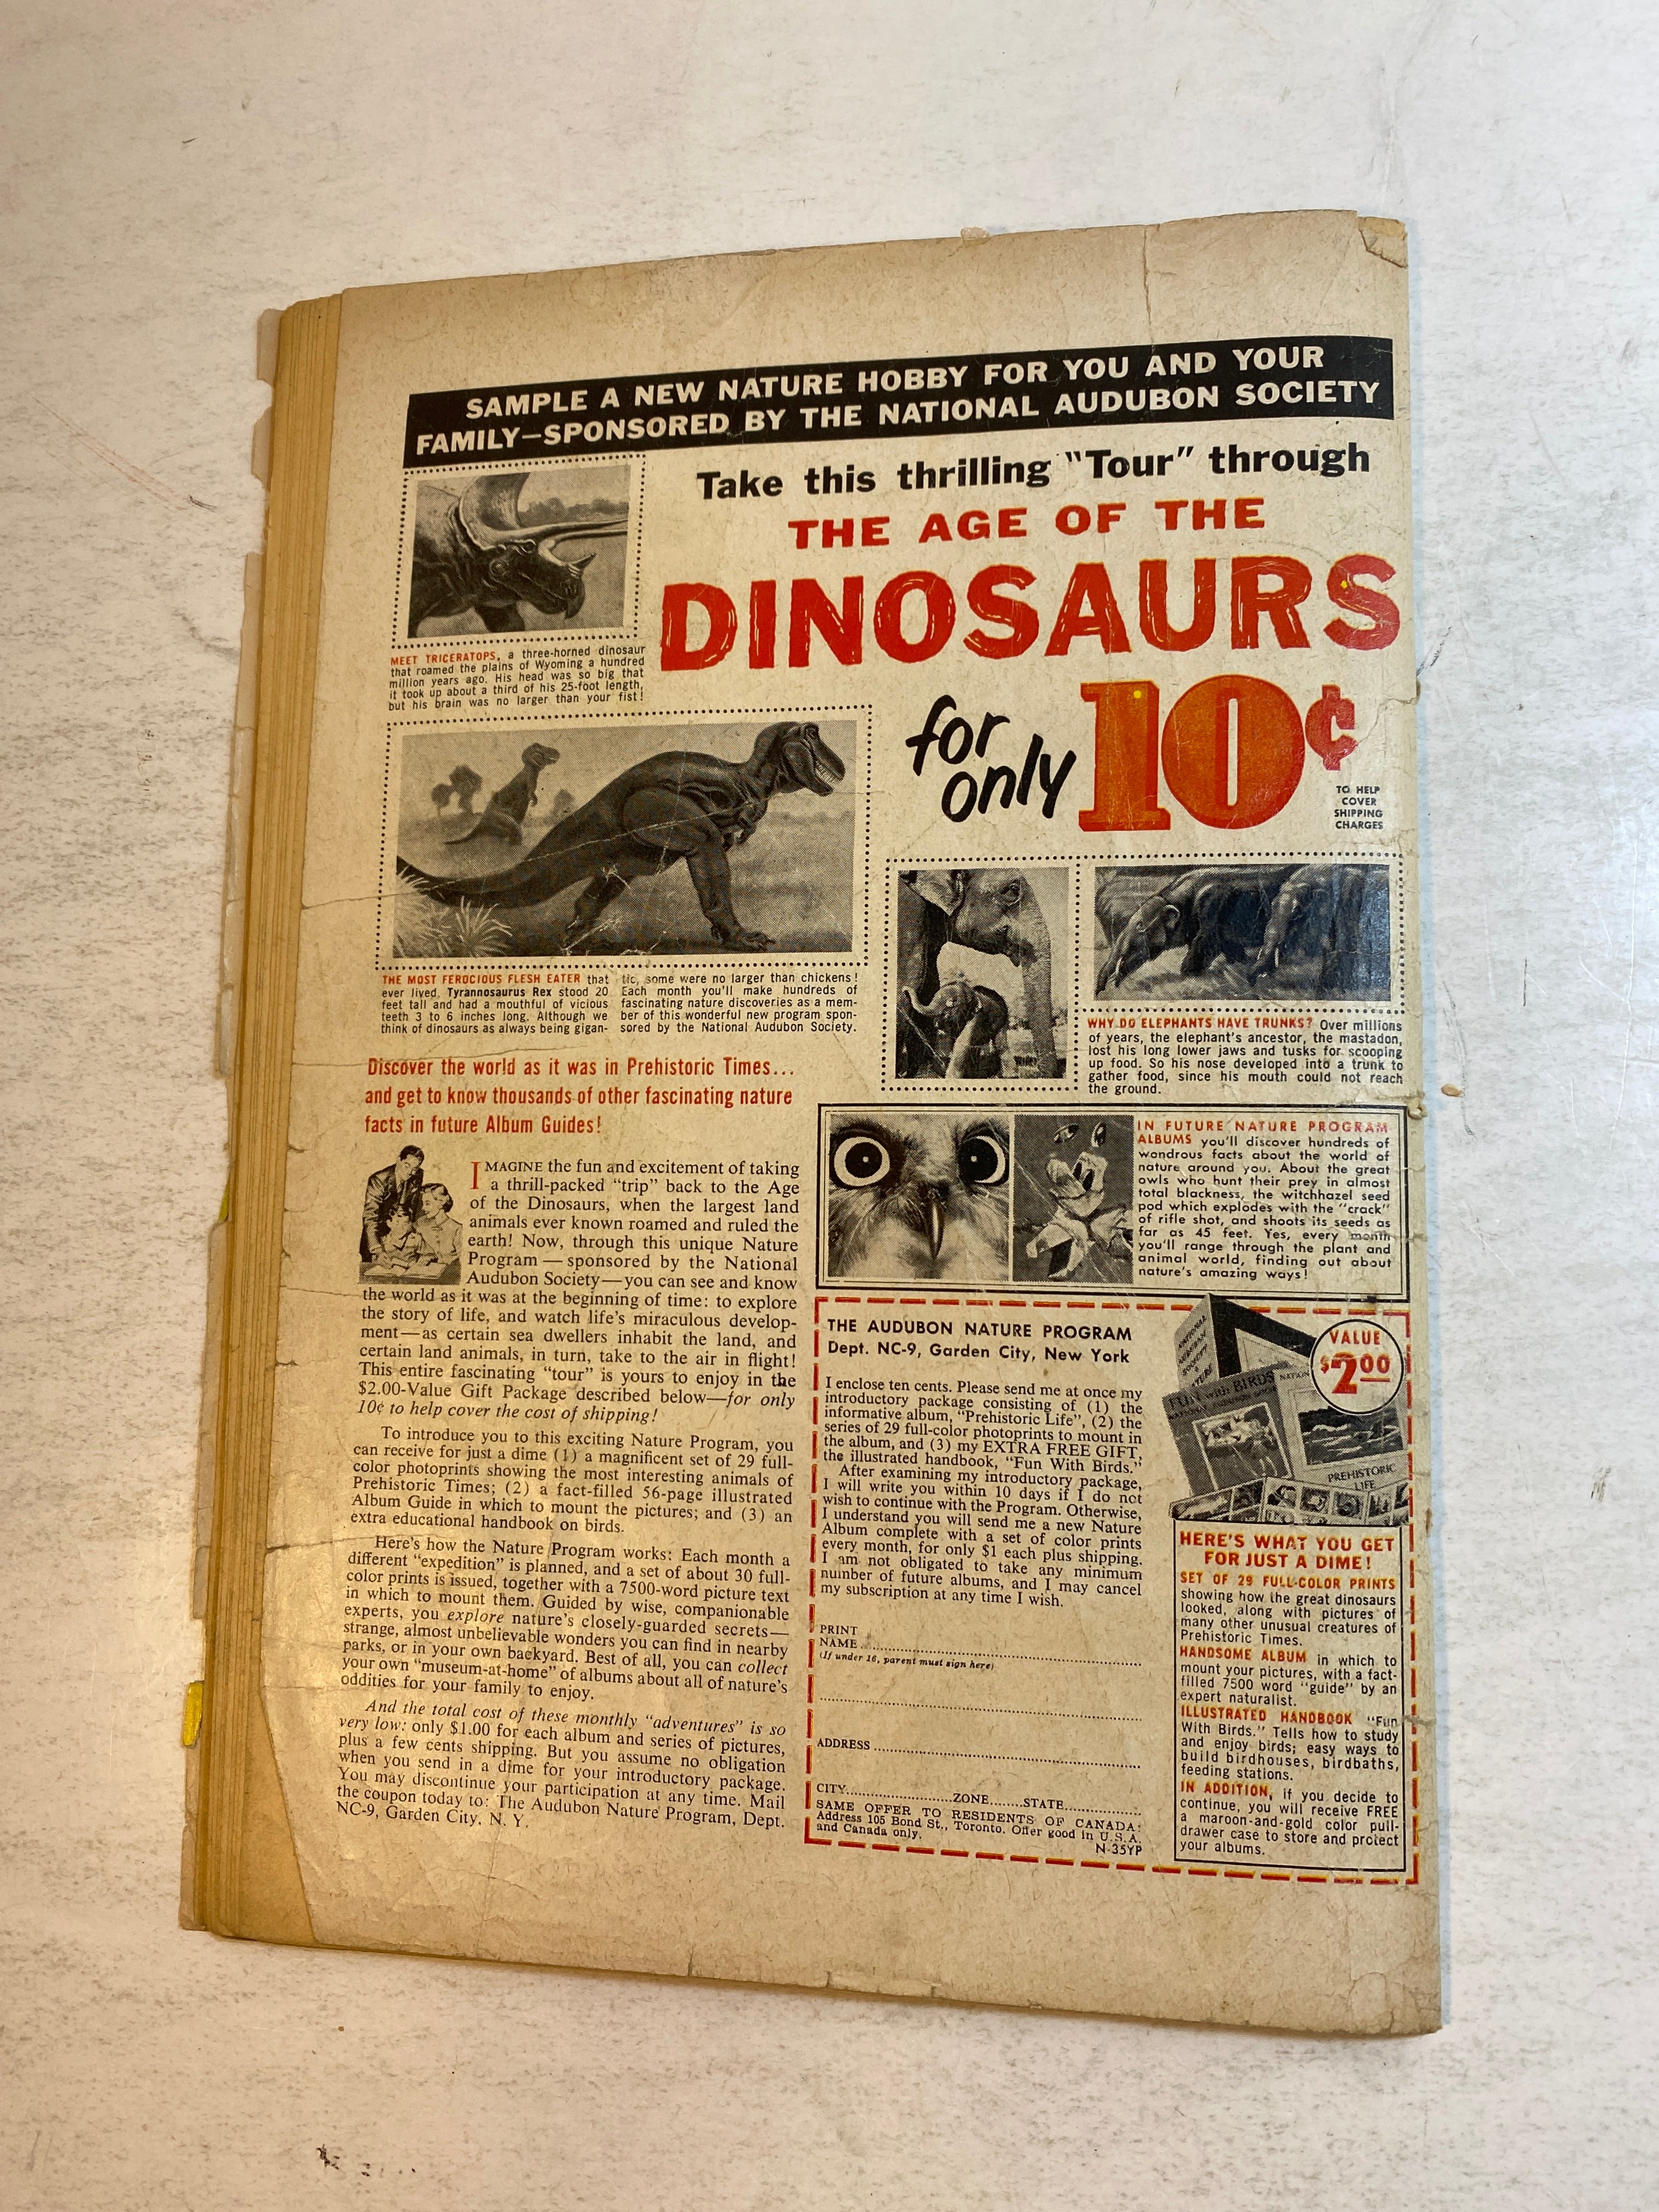 SAMPLE A NEW NATURE HOBBY FOR YOU AND YOUR
FAMILY—SPONSORED BY THE NATIONAL AUDUBON SOCIETY
Take this thrilling "Tour" through
THE AGE OF THE
DINOSAURS
for
only
10¢
TO HELP
COVER
SHIPPING
CHARGES
MEET TRICERATOPS, a three-horned dinosaur
that roamed the plains of Wyoming a hundred
million years ago. His head was so big that
it took up about a third of his 25-foot length,
but his brain was no larger than your fist!
THE MOST FEROCIOUS FLESH EATER that
ever lived. Tyrannosaurus Rex stood 20
feet tall and had a mouthful of vicious
teeth 3 to 6 inches long. Although we
think of dinosaurs as always being gigan-
tic, some were no larger than chickens!
Each month you'll make hundreds of
fascinating nature discoveries as a mem-
ber of this wonderful new program spon-
sored by the National Audubon Society.
WHY DO ELEPHANTS HAVE TRUNKS? Over millions
of years, the elephant's ancestor, the mastadon,
lost his long lower jaws and tusks for scooping
up food. So his nose developed into a trunk to
gather food, since his mouth could not reach
the ground.
Discover the world as it was in Prehistoric Times...
and get to know thousands of other fascinating nature
facts in future Album Guides!
IMAGINE the fun and excitement of taking
a thrill-packed "trip" back to the Age
of the Dinosaurs, when the largest land
animals ever known roamed and ruled the
earth! Now, through this unique Nature
Program — sponsored by the National
Audubon Society—you can see and know
the world as it was at the beginning of time: to explore
the story of life, and watch life's miraculous develop-
ment—as certain sea dwellers inhabit the land, and
certain land animals, in turn, take to the air in flight!
This entire fascinating "tour" is yours to enjoy in the
$2.00-Value Gift Package described below—for only
10¢ to help cover the cost of shipping!
To introduce you to this exciting Nature Program, you
can receive for just a dime (1) a magnificent set of 29 full-
color photoprints showing the most interesting animals of
Prehistoric Times; (2) a fact-filled 56-page illustrated
Album Guide in which to mount the pictures; and (3) an
extra educational handbook on birds.
Here's how the Nature Program works: Each month a
different "expedition" is planned, and a set of about 30 full-
color prints is issued, together with a 7500-word picture text
in which to mount them. Guided by wise, companionable
experts, you explore nature's closely-guarded secrets—
strange, almost unbelievable wonders you can find in nearby
parks, or in your own backyard. Best of all, you can collect
your own "museum-at-home" of albums about all of nature's
oddities for your family to enjoy.
And the total cost of these monthly "adventures" is so
very low: only $1.00 for each album and series of pictures,
plus a few cents shipping. But you assume no obligation
when you send in a dime for your introductory package.
You may discontinue your participation at any time. Mail
the coupon today to: The Audubon Nature Program, Dept.
NC-9, Garden City, N. Y.
IN FUTURE NATURE PROGRAM
ALBUMS you'll discover hundreds of
wondrous facts about the world of
nature around you. About the great
owls who hunt their prey in almost
total blackness, the witchhazel seed
pod which explodes with the "crack"
of rifle shot, and shoots its seeds as
far as 45 feet. Yes, every month
you'll range through the plant and
animal world, finding out about
nature's amazing ways!
THE AUDUBON NATURE PROGRAM
Dept. NC-9, Garden City, New York
I enclose ten cents. Please send me at once my
introductory package consisting of (1) the
informative album, "Prehistoric Life", (2) the
series of 29 full-color photoprints to mount in
the album, and (3) my EXTRA FREE GIFT,
the illustrated handbook, "Fun With Birds."
After examining my introductory package,
I will write you within 10 days if I do not
wish to continue with the Program. Otherwise,
I understand you will send me a new Nature
Album complete with a set of color prints
every month, for only $1 each plus shipping.
I am not obligated to take any minimum
number of future albums, and I may cancel
my subscription at any time I wish.
PRINT
NAME
(If under 16, parent must sign here)
ADDRESS
CITY ZONE STATE
SAME OFFER TO RESIDENTS OF CANADA:
Address 105 Bond St., Toronto. Offer good in U.S.A.
and Canada only.
N-35YP
NATIONAL
AUDUBON
SOCIETY
NATURE
FUN with BIRDS
PREHISTORIC
LIFE
VALUE
$2.00
HERE'S WHAT YOU GET
FOR JUST A DIME!
SET OF 29 FULL-COLOR PRINTS
showing how the great dinosaurs
looked, along with pictures of
many other unusual creatures of
Prehistoric Times.
HANDSOME ALBUM in which to
mount your pictures, with a fact-
filled 7500 word "guide" by an
expert naturalist.
ILLUSTRATED HANDBOOK "Fun
With Birds." Tells how to study
and enjoy birds; easy ways to
build birdhouses, birdbaths,
feeding stations.
IN ADDITION, if you decide to
continue, you will receive FREE
a maroon-and-gold color pull-
drawer case to store and protect
your albums.